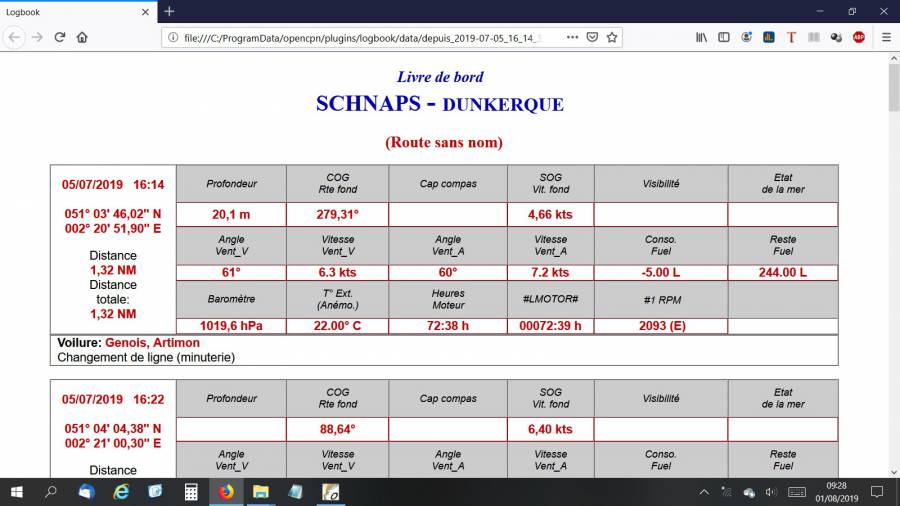 Logbook
file:///C:/ProgramData/opencpn/plugins/logbook/data/depuis_2019-07-05_16_14_
T
ABP
Livre de bord
SCHNAPS - DUNKERQUE
(Route sans nom)
05/07/2019 16:14
051° 03' 46,02" N
002° 20' 51,90" E
Distance
1,32 NM
Distance
totale:
1,32 NM
Profondeur
COG
Rte fond
Cap compas
SOG
Vit. fond
Visibilité
Etat
de la mer
20,1 m
279,31°
4,66 kts
Angle
Vent_V
Vitesse
Vent_V
Angle
Vent_A
Vitesse
Vent_A
Conso.
Fuel
Reste
Fuel
61°
6.3 kts
60°
7.2 kts
-5.00 L
244.00 L
Baromètre
T° Ext.
(Anémo.)
Heures
Moteur
#LMOTOR#
#1 RPM
1019,6 hPa
22.00° C
72:38 h
00072:39 h
2093 (E)
Voilure: Genois, Artimon
Changement de ligne (minuterie)
05/07/2019 16:22
051° 04' 04,38" N
002° 21' 00,30" E
Distance
Profondeur
COG
Rte fond
Cap compas
SOG
Vit. fond
Visibilité
Etat
de la mer
88,64°
6,40 kts
Angle
Vent_V
Vitesse
Vent_V
Angle
Vent_A
Vitesse
Vent_A
Conso.
Fuel
Reste
Fuel
09:28
01/08/2019